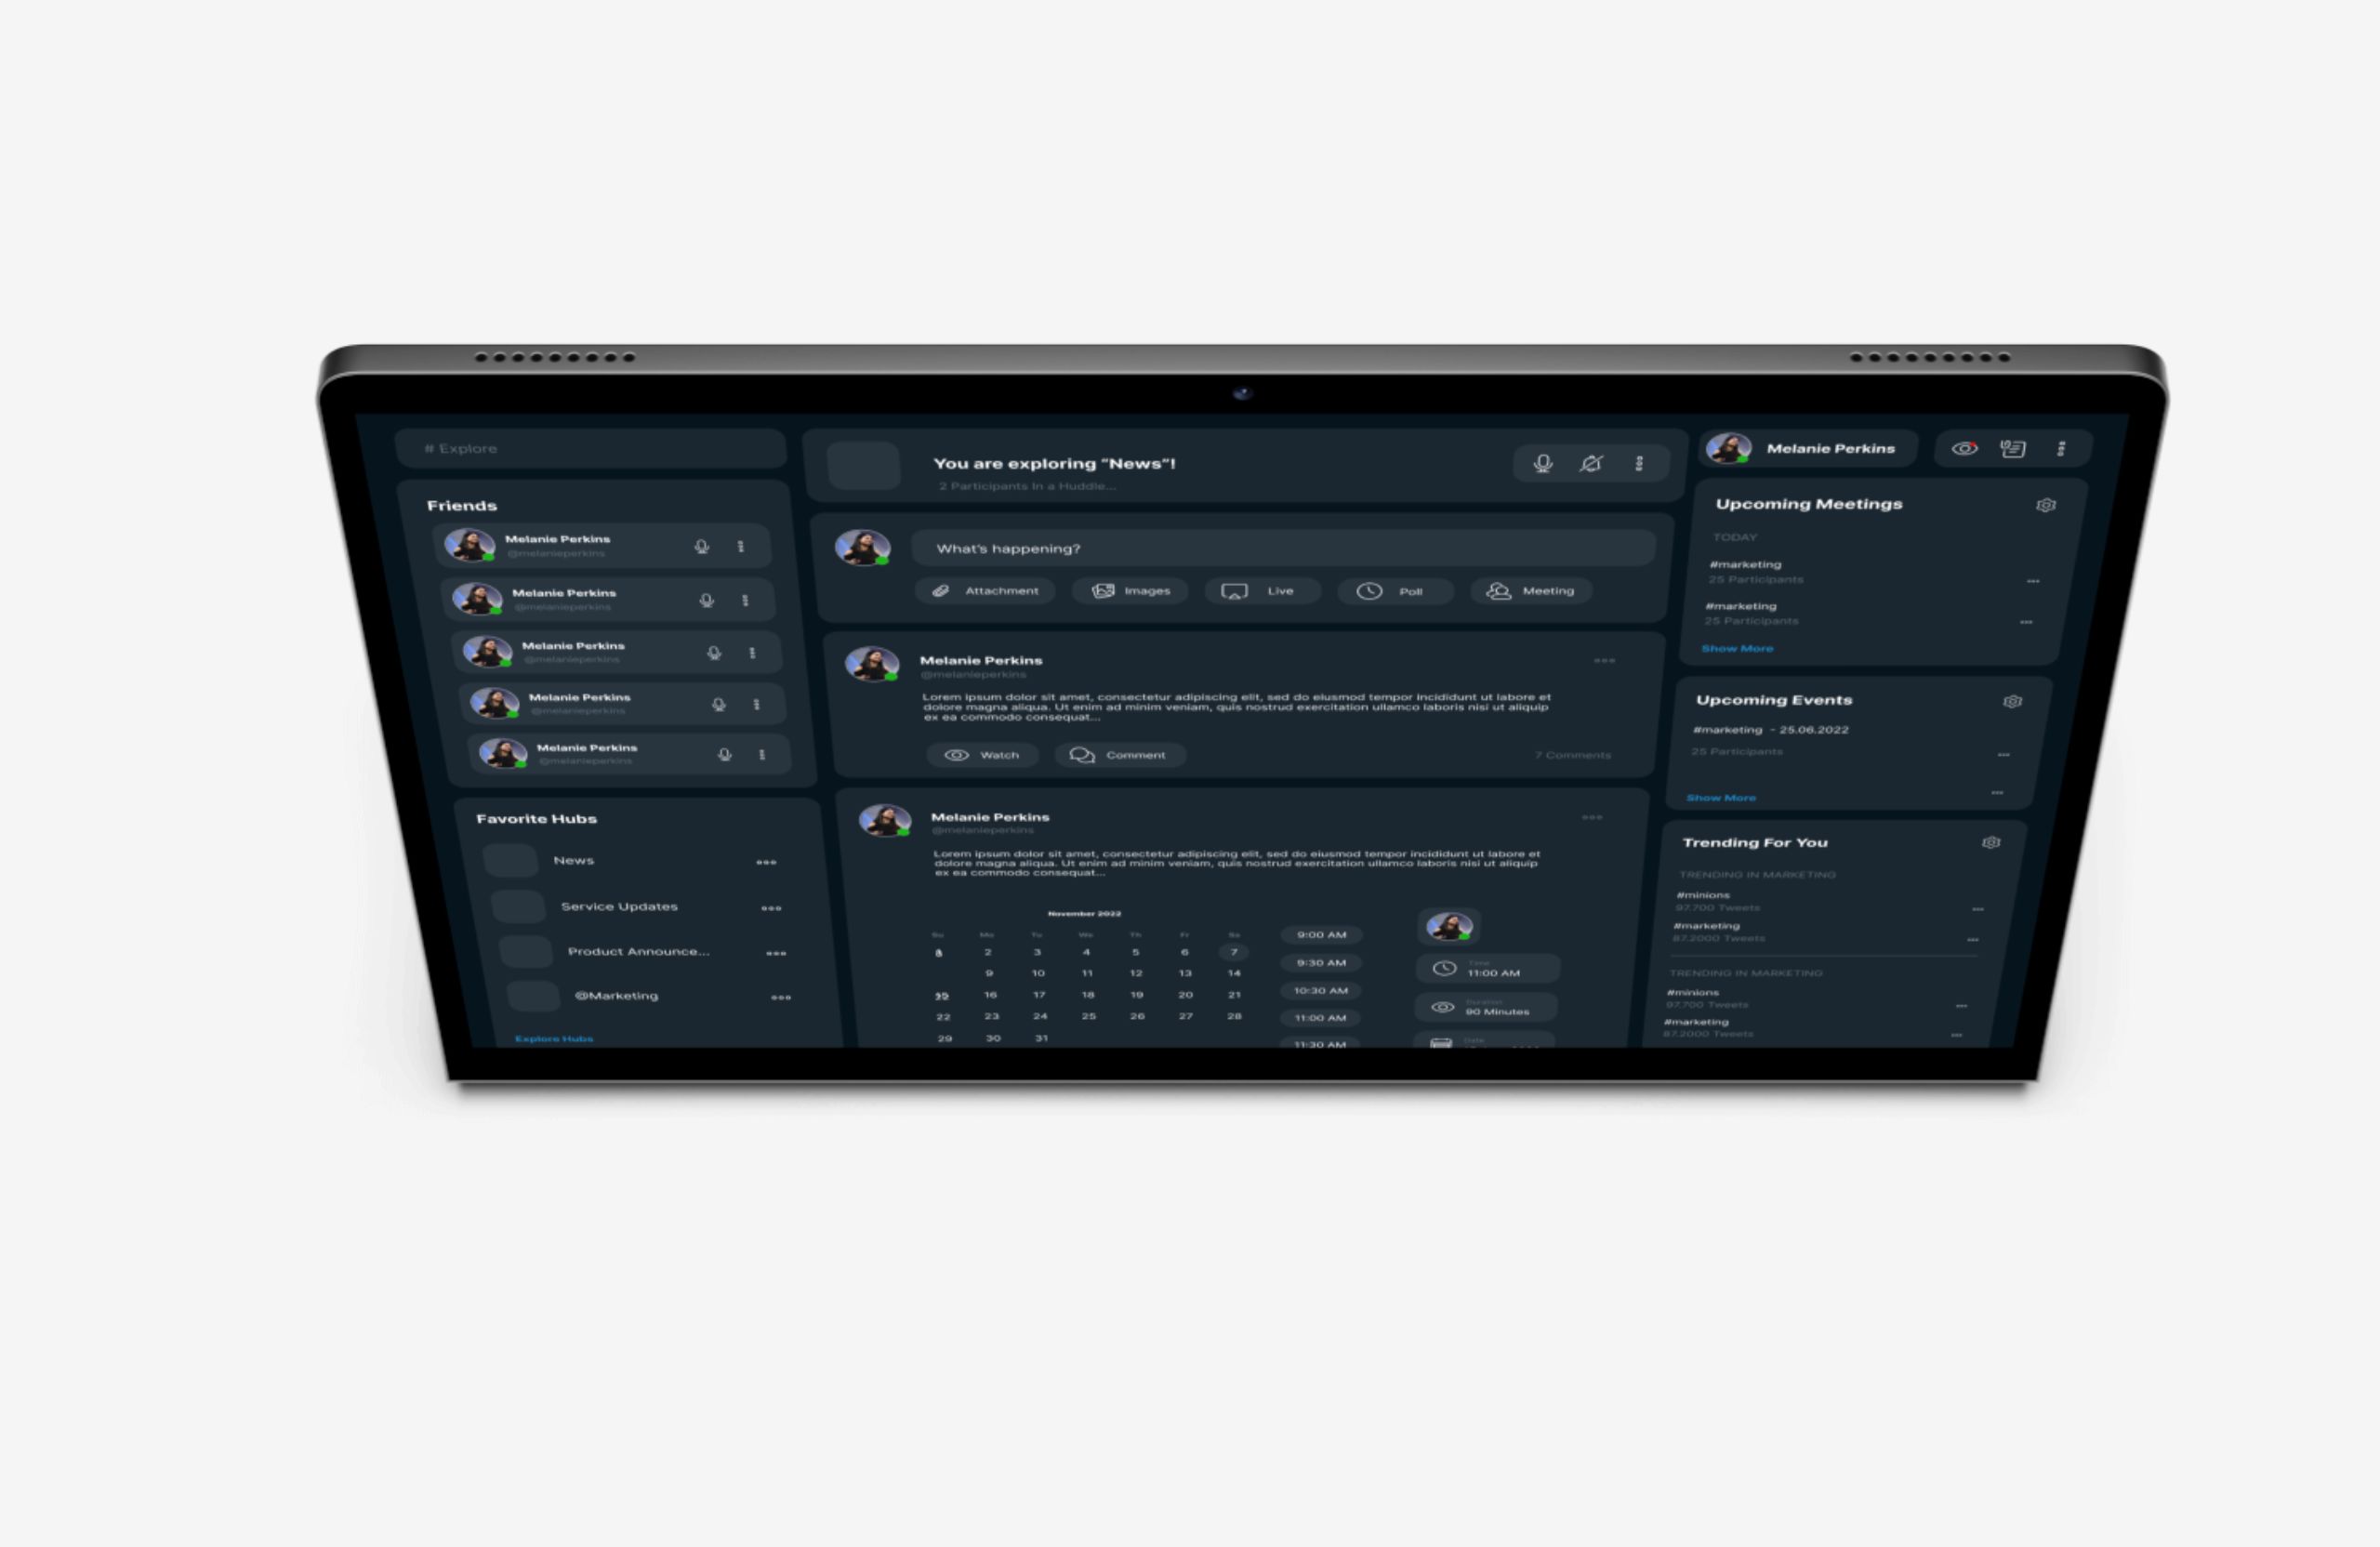 # Explore
Friends
Melanie Perkins
@melanieperkins
Melanie Perkins
@melanieperkins
Melanie Perkins
@melanieperkins
Melanie Perkins
@melanieperkins
Melanie Perkins
@melanieperkins
Favorite Hubs
News
Service Updates
Product Announce...
@Marketing
Explore Hubs
You are exploring “News”!
2 Participants In a Huddle...
What's happening?
Attachment Images Live Poll Meeting
Melanie Perkins
@melanieperkins
Lorem ipsum dolor sit amet, consectetur adipiscing elit, sed do eiusmod tempor incididunt ut labore et
dolore magna aliqua. Ut enim ad minim veniam, quis nostrud exercitation ullamco laboris nisi ut aliquip
ex ea commodo consequat...
Watch Comment 7 Comments
Melanie Perkins
@melanieperkins
Lorem ipsum dolor sit amet, consectetur adipiscing elit, sed do eiusmod tempor incididunt ut labore et
dolore magna aliqua. Ut enim ad minim veniam, quis nostrud exercitation ullamco laboris nisi ut aliquip
ex ea commodo consequat...
November 2022
Su Mo Tu We Th Fr Sa
2 3 4 5 6 7
9 10 11 12 13 14
16 17 18 19 20 21
22 23 24 25 26 27 28
29 30 31
9:00 AM
9:30 AM
10:30 AM
11:00 AM
11:30 AM
Time
11:00 AM
Duration
90 Minutes
Date
Melanie Perkins
Upcoming Meetings
TODAY
#marketing
25 Participants
#marketing
25 Participants
Show More
Upcoming Events
#marketing - 25.06.2022
25 Participants
Show More
Trending For You
TRENDING IN MARKETING
#minions
97.700 Tweets
#marketing
87.2000 Tweets
TRENDING IN MARKETING
#minions
97.700 Tweets
#marketing
87.2000 Tweets